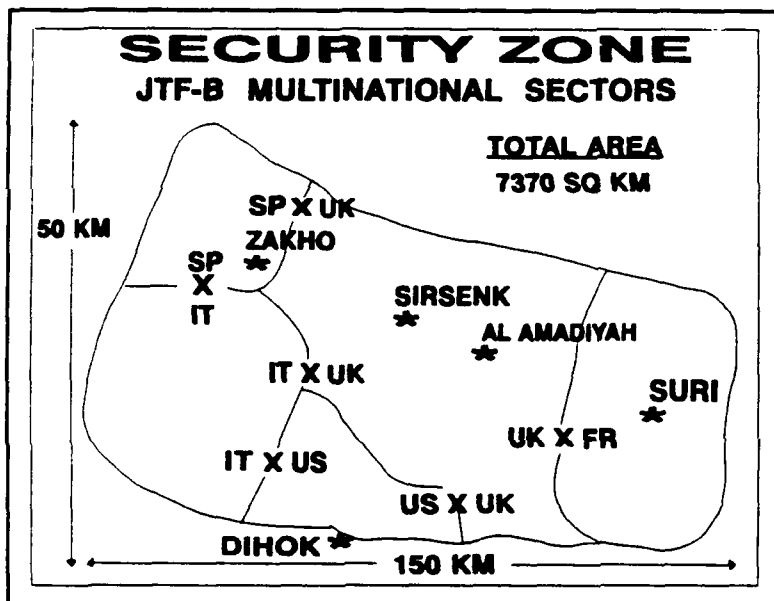 SECURITY ZONE
JTF-B MULTINATIONAL SECTORS
TOTAL AREA
7370 SQ KM
50 KM
SP X UK
ZAKHO
SP
X
IT
SIRSENK
AL AMADIYAH
IT X UK
SURI
UK X FR
IT X US
US X UK
DIHOK
150 KM